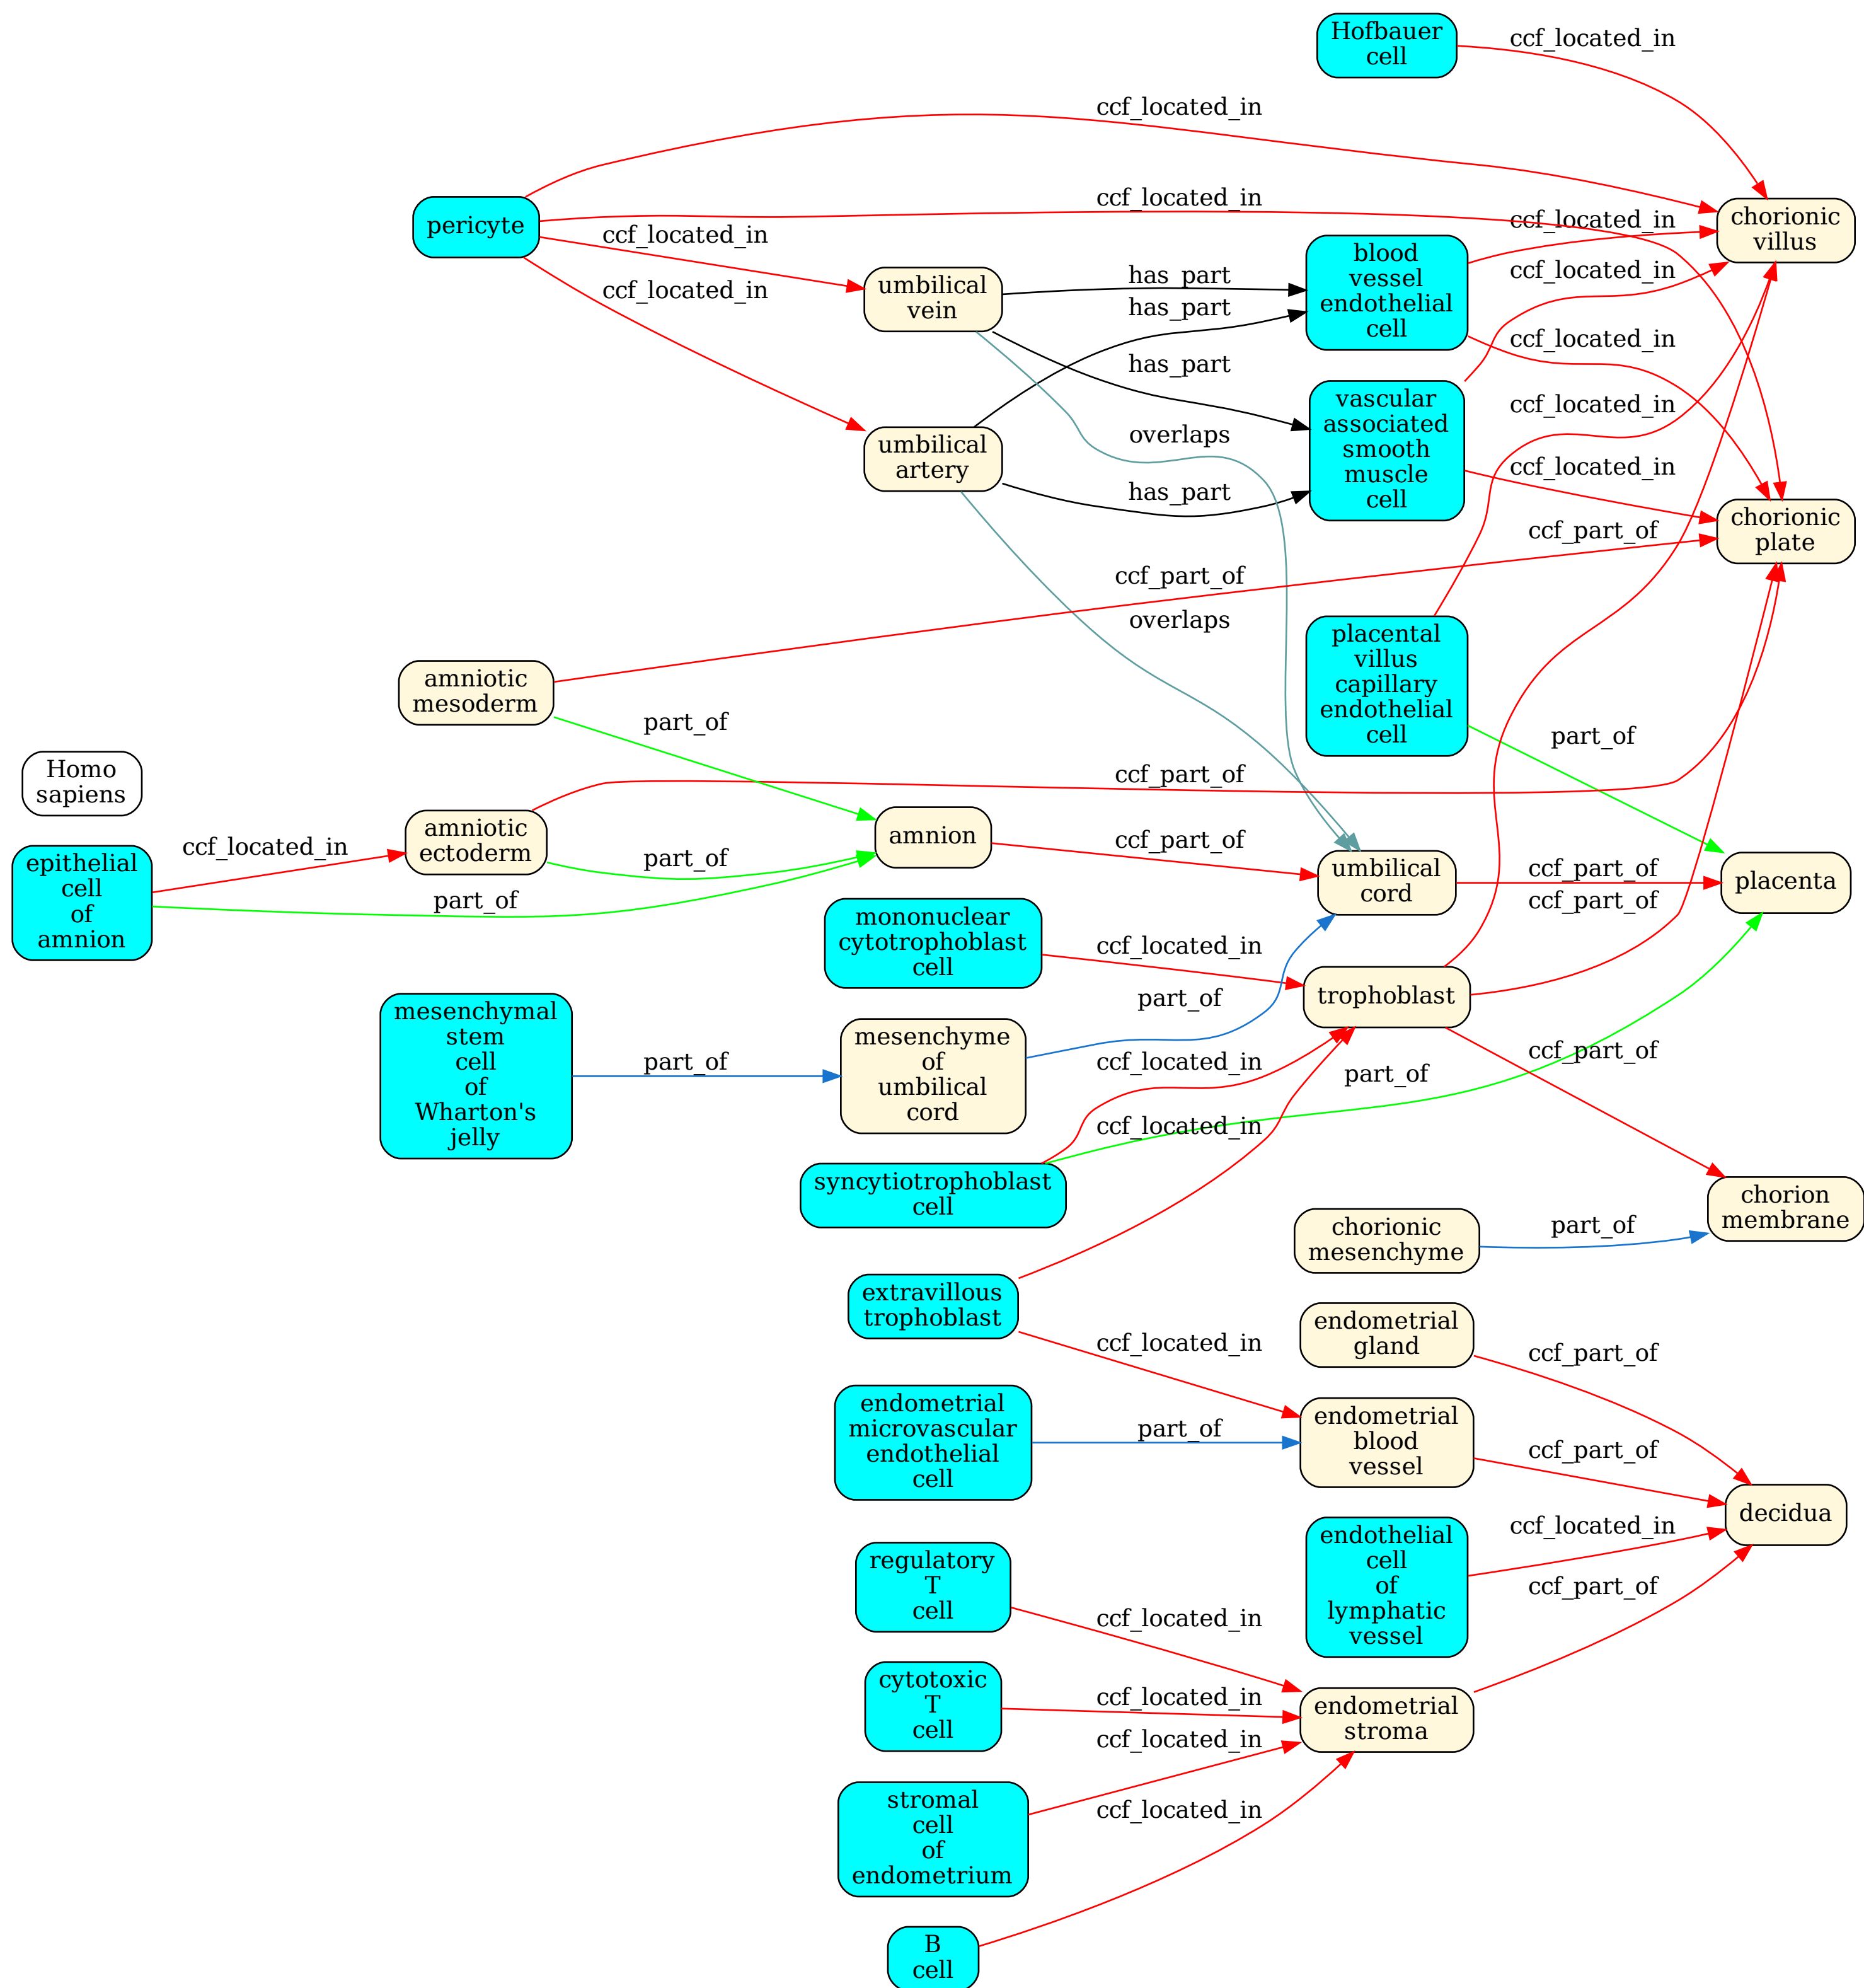 Hofbauer
cell
ccf_located_in
ccf_located_in
pericyte
ccf_located_in
ccf_located_in
ccf_located_in
ccf_located_in
chorionic
villus
umbilical
vein
has_part
has_part
blood
vessel
endothelial
cell
ccf_located_in
ccf_located_in
has_part
umbilical
artery
overlaps
has_part
vascular
associated
smooth
muscle
cell
ccf_located_in
ccf_located_in
ccf_part_of
chorionic
plate
ccf_part_of
overlaps
placental
villus
capillary
endothelial
cell
part_of
amniotic
mesoderm
part_of
Homo
sapiens
ccf_part_of
amniotic
ectoderm
part_of
amnion
ccf_part_of
epithelial
cell
of
amnion
ccf_located_in
part_of
umbilical
cord
ccf_part_of
ccf_part_of
placenta
mononuclear
cytotrophoblast
cell
ccf_located_in
part_of
trophoblast
mesenchymal
stem
cell
of
Wharton's
jelly
part_of
mesenchyme
of
umbilical
cord
ccf_located_in
part_of
ccf_part_of
ccf_located_in
syncytiotrophoblast
cell
chorionic
mesenchyme
part_of
chorion
membrane
extravillous
trophoblast
ccf_located_in
endometrial
gland
ccf_part_of
endometrial
microvascular
endothelial
cell
part_of
endometrial
blood
vessel
ccf_part_of
decidua
endothelial
cell
of
lymphatic
vessel
ccf_located_in
ccf_part_of
regulatory
T
cell
ccf_located_in
cytotoxic
T
cell
ccf_located_in
endometrial
stroma
ccf_located_in
stromal
cell
of
endometrium
ccf_located_in
B
cell